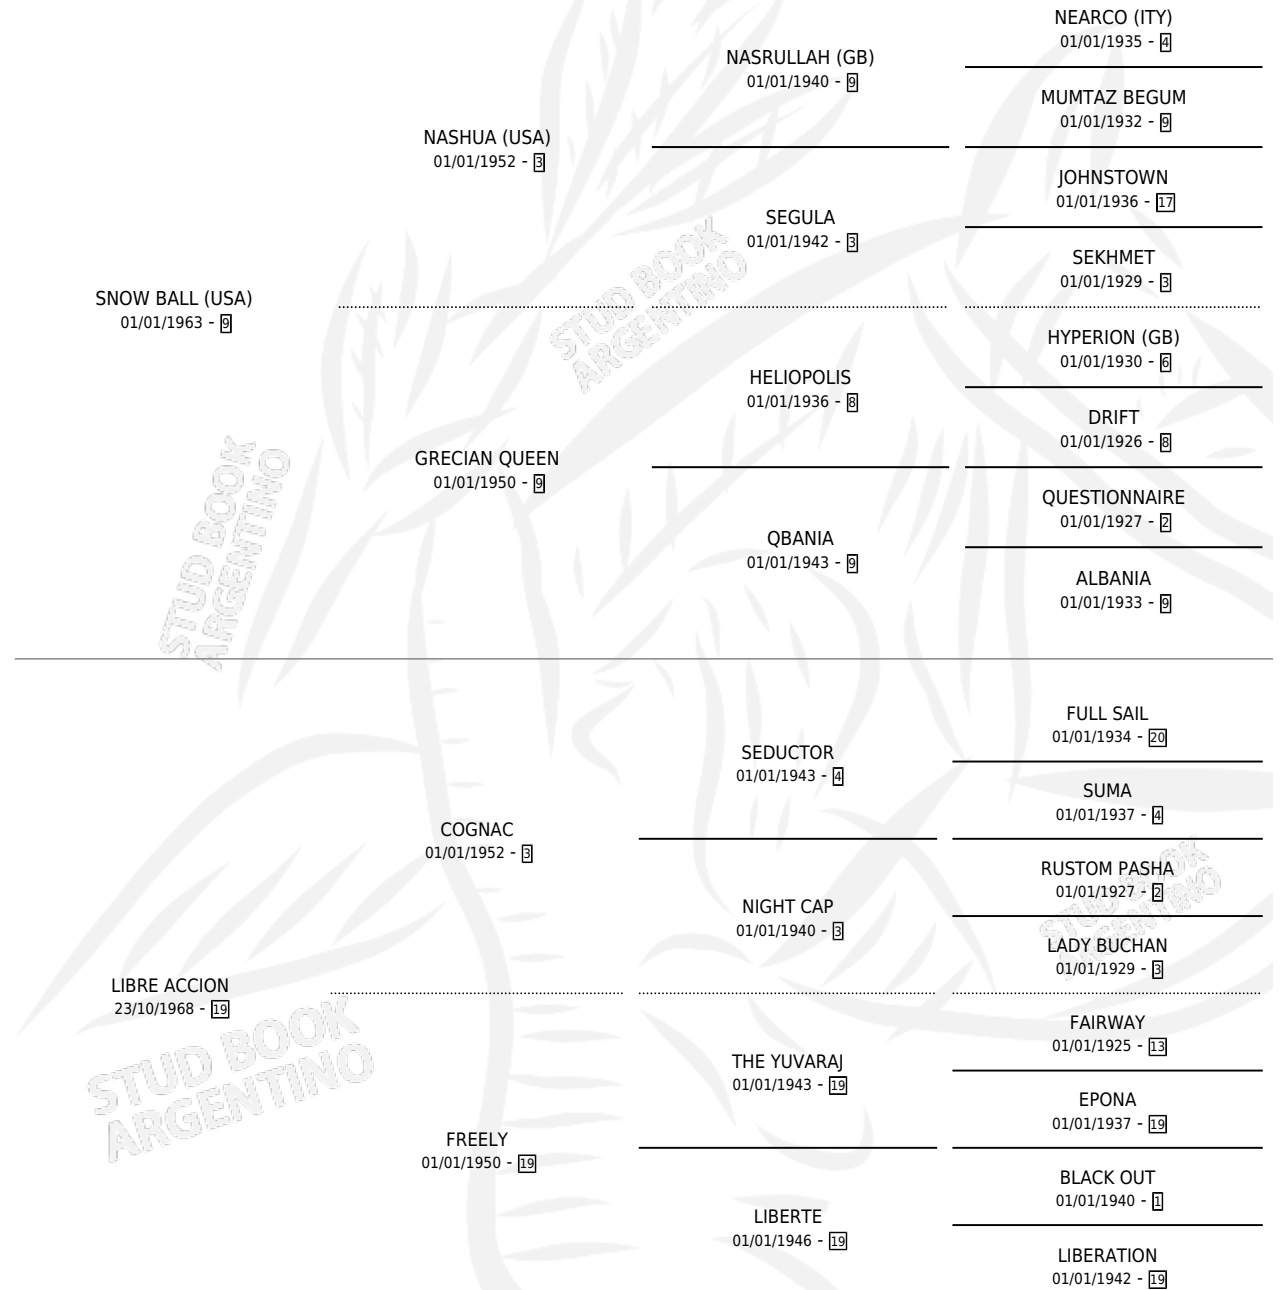 NEARCO (ITY)
01/01/1935 - 4
NASRULLAH (GB)
01/01/1940 - 9
MUMTAZ BEGUM
01/01/1932 - 9
NASHUA (USA)
01/01/1952 - 3
JOHNSTOWN
01/01/1936 - 17
SEGULA
01/01/1942 - 3
SEKHMET
01/01/1929 - 3
SNOW BALL (USA)
01/01/1963 - 9
HYPERION (GB)
01/01/1930 - 6
HELIOPOLIS
01/01/1936 - 8
DRIFT
01/01/1926 - 8
GRECIAN QUEEN
01/01/1950 - 9
QUESTIONNAIRE
01/01/1927 - 2
QBANIA
01/01/1943 - 9
ALBANIA
01/01/1933 - 9
FULL SAIL
01/01/1934 - 20
SEDUCTOR
01/01/1943 - 4
SUMA
01/01/1937 - 4
COGNAC
01/01/1952 - 3
RUSTOM PASHA
01/01/1927 - 2
NIGHT CAP
01/01/1940 - 3
LADY BUCHAN
01/01/1929 - 3
LIBRE ACCION
23/10/1968 - 19
FAIRWAY
01/01/1925 - 13
THE YUVARAJ
01/01/1943 - 19
EPONA
01/01/1937 - 19
FREELY
01/01/1950 - 19
BLACK OUT
01/01/1940 - 1
LIBERTE
01/01/1946 - 19
LIBERATION
01/01/1942 - 19
STUD BOOK
ARGENTINO
STUD BOOK
ARGENTINO
STUD BOOK
ARGENTINO
STUD BOOK
ARGENTINO